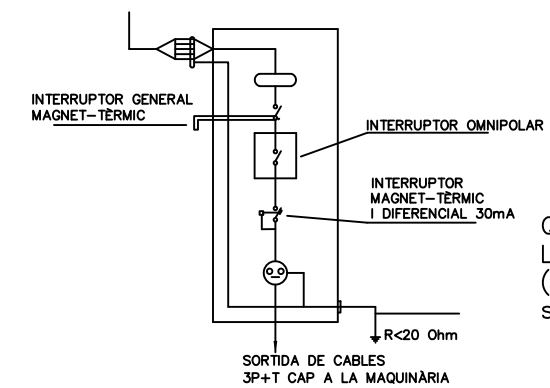 INTERRUPTOR GENERAL
MAGNET-TÈRMIC
INTERRUPTOR OMNIPOLAR
INTERRUPTOR
MAGNET-TÈRMIC
I DIFERENCIAL 30mA
R<20 Ohm
SORTIDA DE CABLES
3P+T CAP A LA MAQUINÀRIA